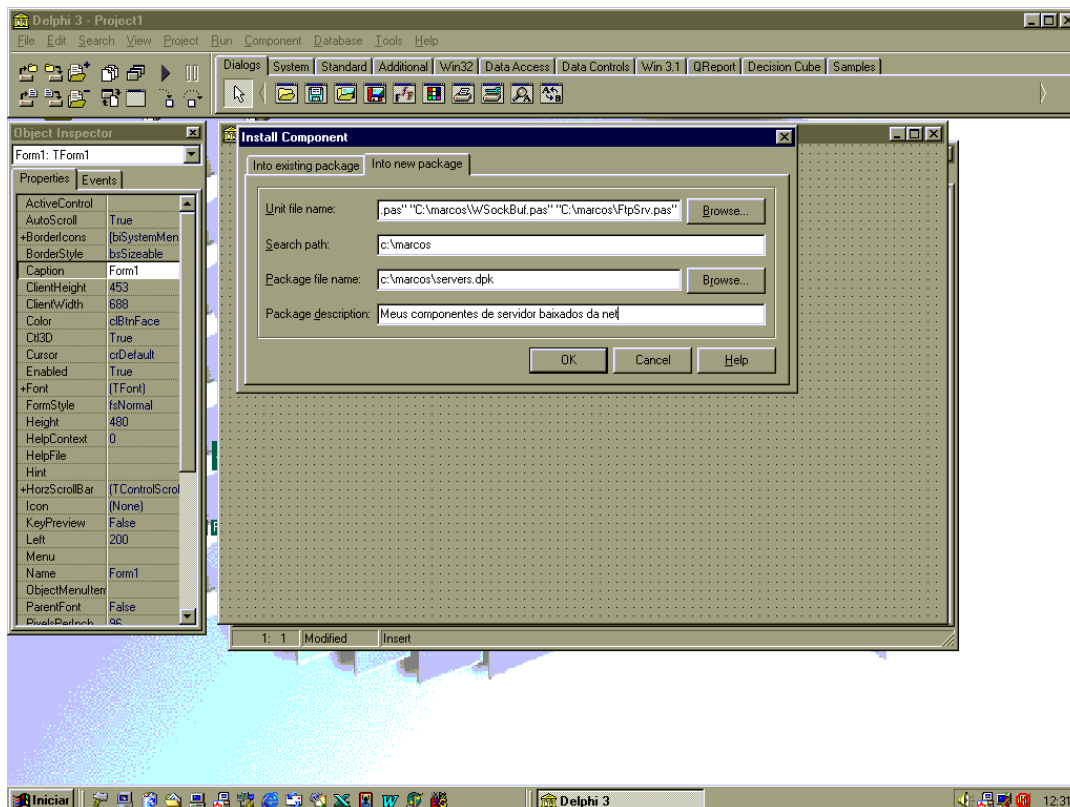 Delphi 3 - Project1
File Edit Search View Project Run Component Database Tools Help
Dialogs System Standard Additional Win32 Data Access Data Controls Win 3.1 QReport Decision Cube Samples
Object Inspector
Form1: TForm1
Properties Events
ActiveControl
AutoScroll True
+BorderIcons [biSystemMen
BorderStyle bsSizeable
Caption Form1
ClientHeight 453
ClientWidth 688
Color clBtnFace
Ctl3D True
Cursor crDefault
Enabled True
+Font (TFont)
FormStyle fsNormal
Height 480
HelpContext 0
HelpFile
Hint
+HorzScrollBar (TControlScrol
Icon (None)
KeyPreview False
Left 200
Menu
Name Form1
ObjectMenuItem
ParentFont False
PixelsPerInch 96
Install Component
Into existing package Into new package
Unit file name: .pas" "C:\marcos\WSockBuf.pas" "C:\marcos\FtpSrv.pas" Browse...
Search path: c:\marcos
Package file name: c:\marcos\servers.dpk Browse...
Package description: Meus componentes de servidor baixados da net
OK Cancel Help
1: 1 Modified Insert
Iniciar Delphi 3 12:31